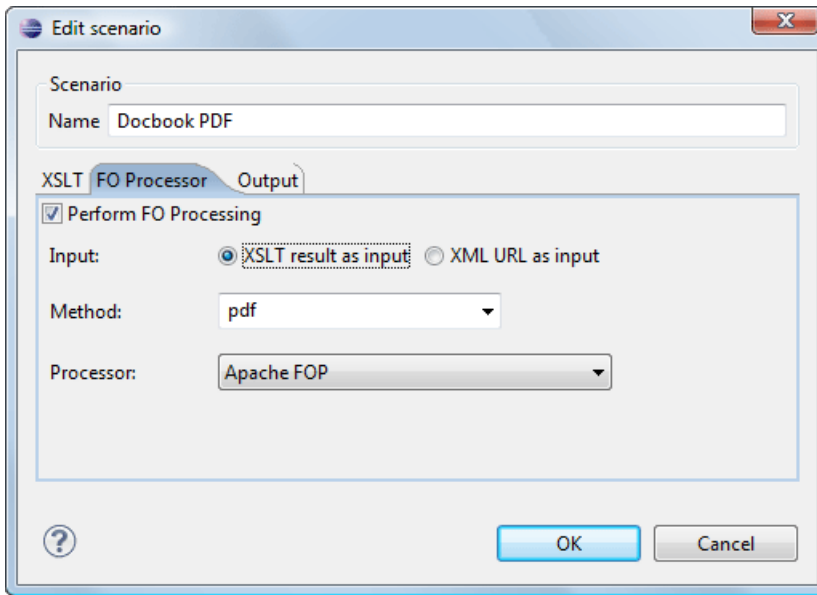 Edit scenario
Scenario
Name Docbook PDF
XSLT FO Processor Output
Perform FO Processing
Input: XSLT result as input XML URL as input
Method: pdf
Processor: Apache FOP
? OK Cancel